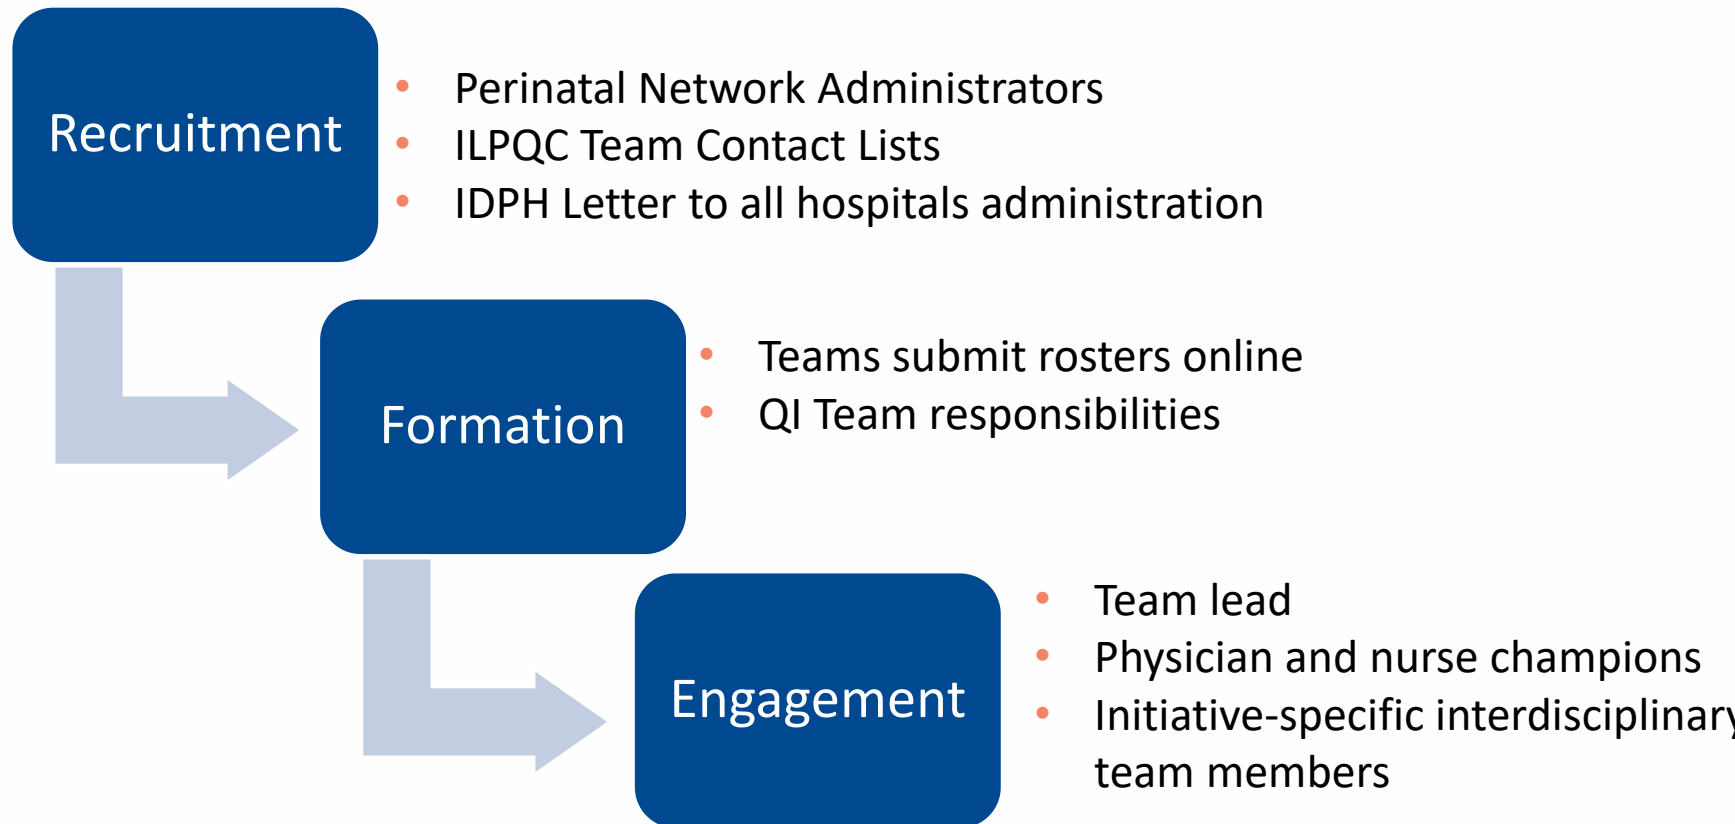 Recruitment
• Perinatal Network Administrators
• ILPQC Team Contact Lists
• IDPH Letter to all hospitals administration
Formation
• Teams submit rosters online
• QI Team responsibilities
Engagement
• Team lead
• Physician and nurse champions
• Initiative-specific interdisciplinary
team members